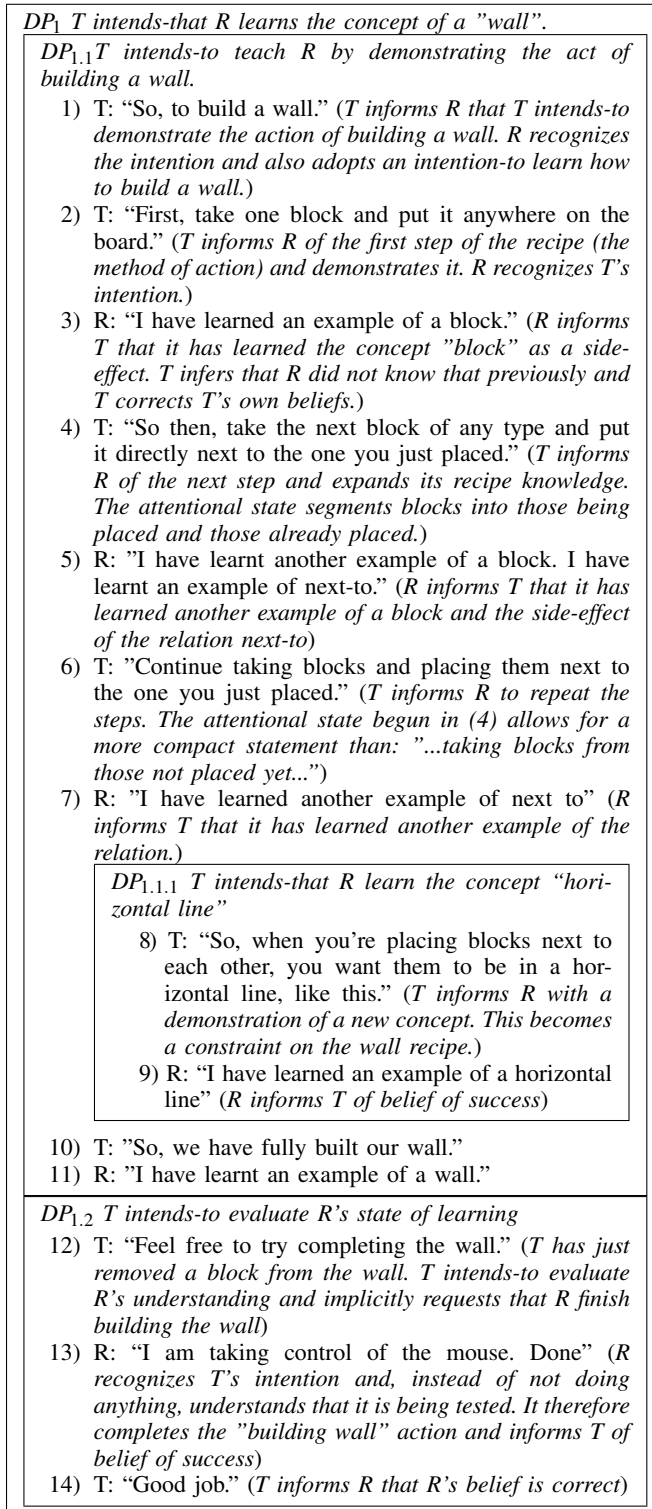 DP1 T intends-that R learns the concept of a ”wall”.
DP1.1T intends-to teach R by demonstrating the act of
building a wall.
1) T: “So, to build a wall.” (T informs R that T intends-to
demonstrate the action of building a wall. R recognizes
the intention and also adopts an intention-to learn how
to build a wall.)
2) T: “First, take one block and put it anywhere on the
board.” (T informs R of the first step of the recipe (the
method of action) and demonstrates it. R recognizes T’s
intention.)
3) R: “I have learned an example of a block.” (R informs
T that it has learned the concept ”block” as a side-
effect. T infers that R did not know that previously and
T corrects T’s own beliefs.)
4) T: “So then, take the next block of any type and put
it directly next to the one you just placed.” (T informs
R of the next step and expands its recipe knowledge.
The attentional state segments blocks into those being
placed and those already placed.)
5) R: ”I have learnt another example of a block. I have
learnt an example of next-to.” (R informs T that it has
learned another example of a block and the side-effect
of the relation next-to)
6) T: ”Continue taking blocks and placing them next to
the one you just placed.” (T informs R to repeat the
steps. The attentional state begun in (4) allows for a
more compact statement than: ”...taking blocks from
those not placed yet...”)
7) R: ”I have learned another example of next to” (R
informs T that it has learned another example of the
relation.)
DP1.1.1 T intends-that R learn the concept “hori-
zontal line”
8) T: “So, when you’re placing blocks next to
each other, you want them to be in a hor-
izontal line, like this.” (T informs R with a
demonstration of a new concept. This becomes
a constraint on the wall recipe.)
9) R: “I have learned an example of a horizontal
line” (R informs T of belief of success)
10) T: ”So, we have fully built our wall.”
11) R: ”I have learnt an example of a wall.”
DP1.2 T intends-to evaluate R’s state of learning
12) T: “Feel free to try completing the wall.” (T has just
removed a block from the wall. T intends-to evaluate
R’s understanding and implicitly requests that R finish
building the wall)
13) R: “I am taking control of the mouse. Done” (R
recognizes T’s intention and, instead of not doing
anything, understands that it is being tested. It therefore
completes the ”building wall” action and informs T of
belief of success)
14) T: “Good job.” (T informs R that R’s belief is correct)